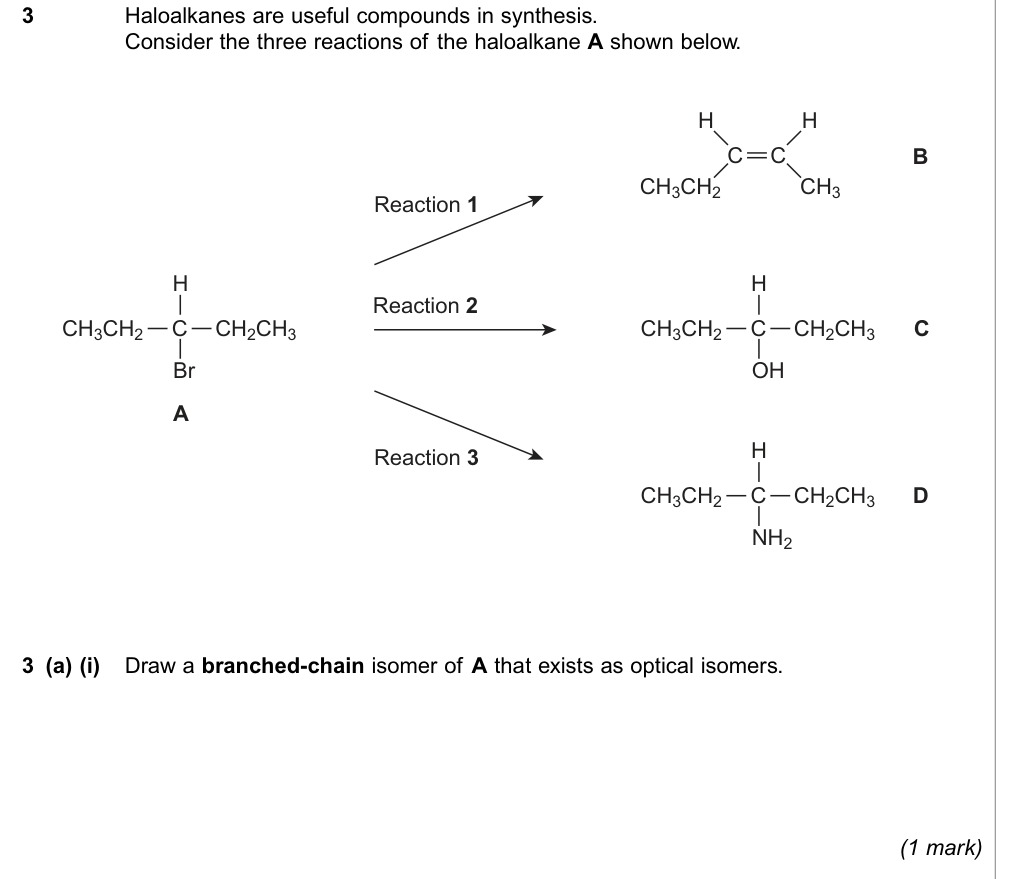 3 Haloalkanes are useful compounds in synthesis.
Consider the three reactions of the haloalkane A shown below.
H H
C=C B
CH₃CH₂ CH₃
Reaction 1
H
CH₃CH₂—C—CH₂CH₃
Br
A
Reaction 2
H
CH₃CH₂—C—CH₂CH₃ C
OH
Reaction 3
H
CH₃CH₂—C—CH₂CH₃ D
NH₂
3 (a) (i) Draw a branched-chain isomer of A that exists as optical isomers.
(1 mark)